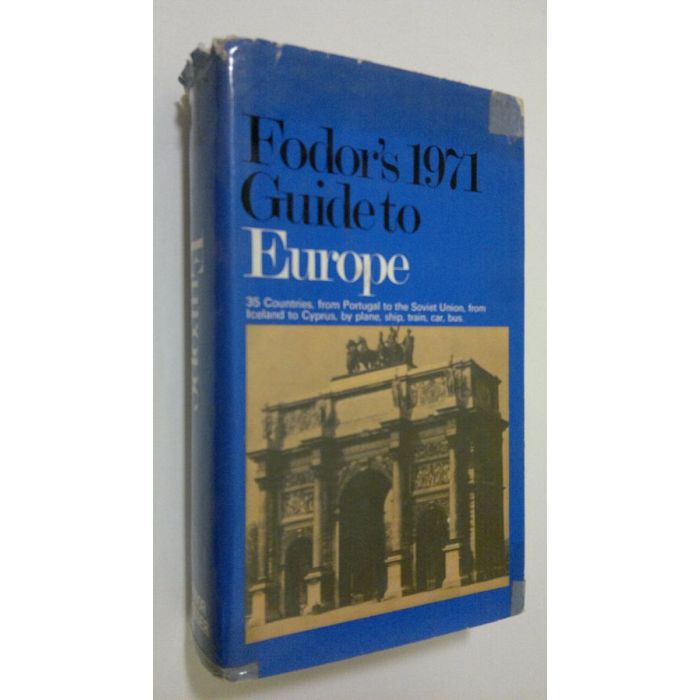 Fodor's 1971
Guide to
Europe
35 Countries, from Portugal to the Soviet Union, from
Iceland to Cyprus, by plane, ship, train, car, bus.